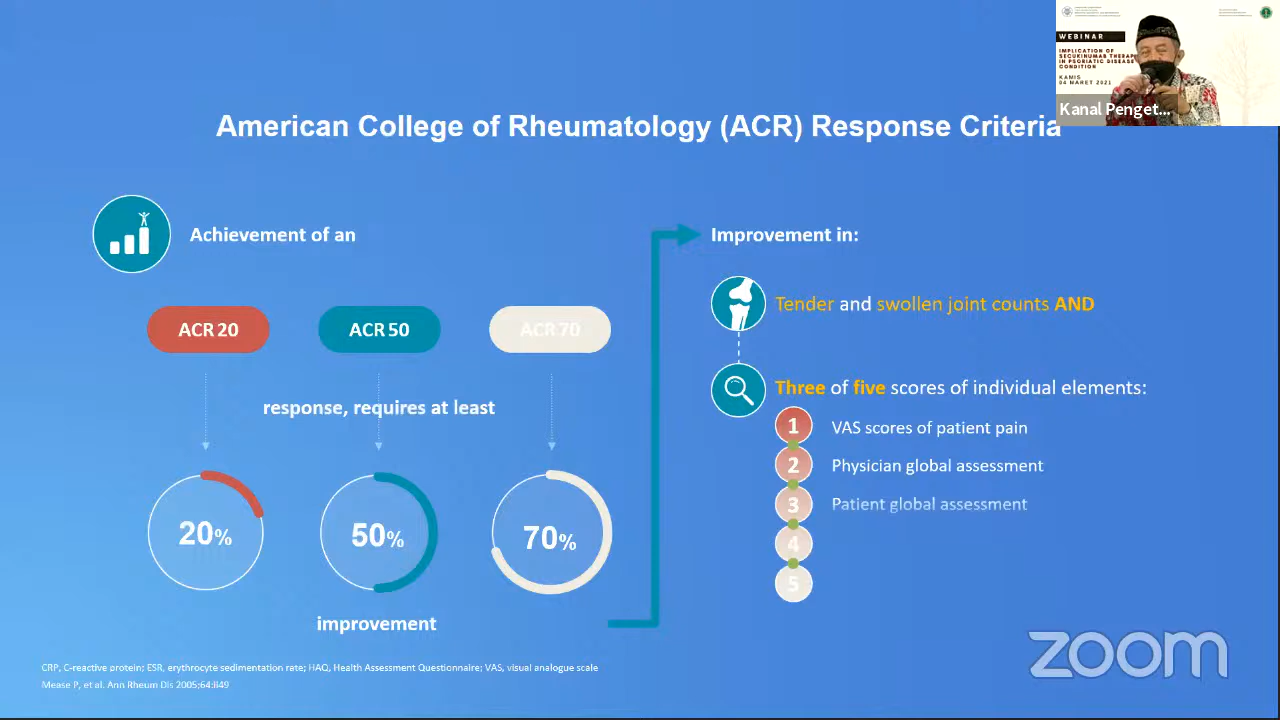 WEBINAR
IMPLICATION OF
SECUKINUMAB THERAP
IN PSORIATIC DISEASE
CONDITION
KAMIS
04 MARET 2021
Kanal Penget...
American College of Rheumatology (ACR) Response Criteria
Achievement of an
ACR 20
ACR 50
ACR 70
response, requires at least
20%
50%
70%
improvement
Improvement in:
Tender and swollen joint counts AND
Three of five scores of individual elements:
1 VAS scores of patient pain
2 Physician global assessment
3 Patient global assessment
4
5
CRP, C-reactive protein; ESR, erythrocyte sedimentation rate; HAQ, Health Assessment Questionnaire; VAS, visual analogue scale
Mease P, et al. Ann Rheum Dis 2005;64:ii49
zoom